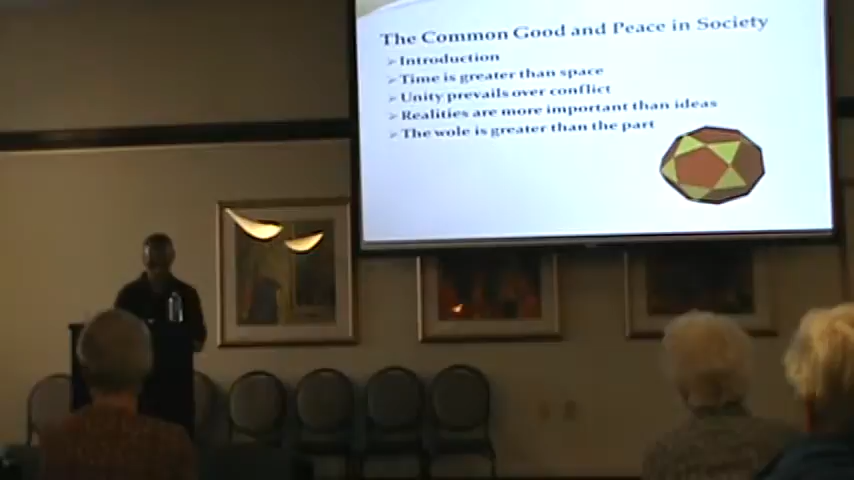 The Common Good and Peace in Society
➢Introduction
➢Time is greater than space
➢Unity prevails over conflict
➢Realities are more important than ideas
➢The wole is greater than the part